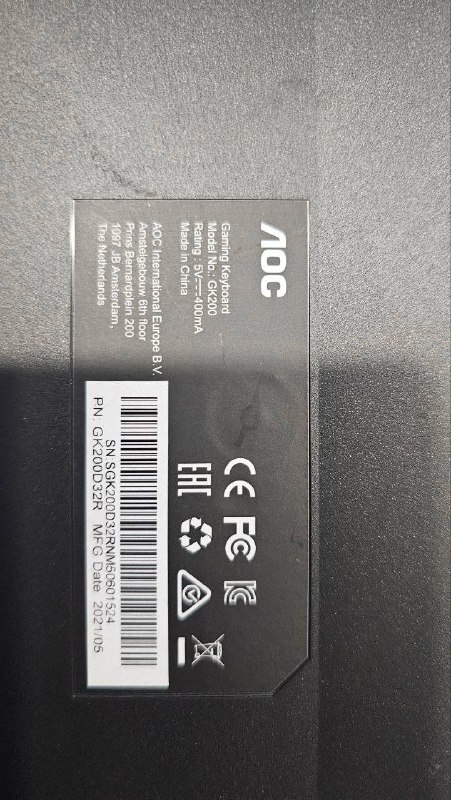 AOC
Gaming Keyboard
Model No.: GK200
Rating : 5V⎓400mA
Made in China
AOC International Europe B.V.
Amstelgebouw 6th floor
Prins Bernardplein 200
1097 JB Amsterdam,
The Netherlands
CE FC
EAC
SN:SGK200D32RNM50601524
PN: GK200D32R MFG Date: 2021/05